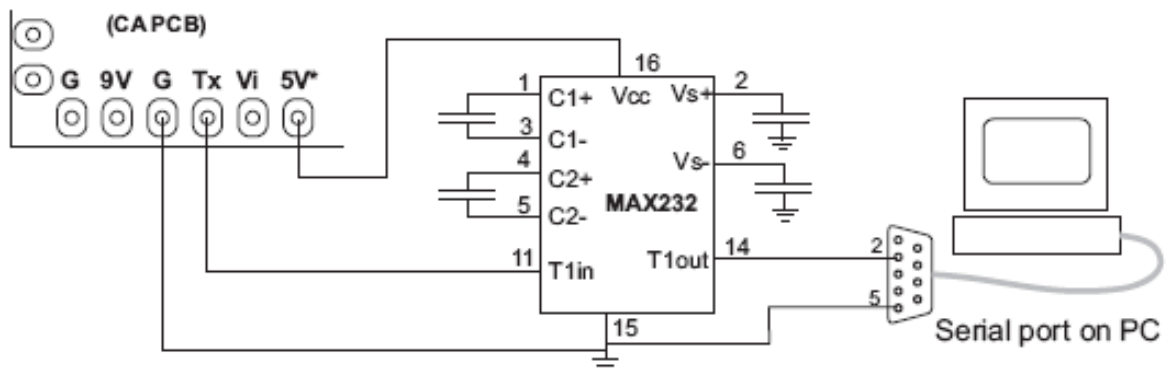 (CAPCB)
G 9V G Tx Vi 5V*
16
1 C1+ Vcc Vs+ 2
3 C1-
4 C2+ Vs- 6
5 C2- MAX232
11 T1in T1out 14
2
5
15
Serial port on PC